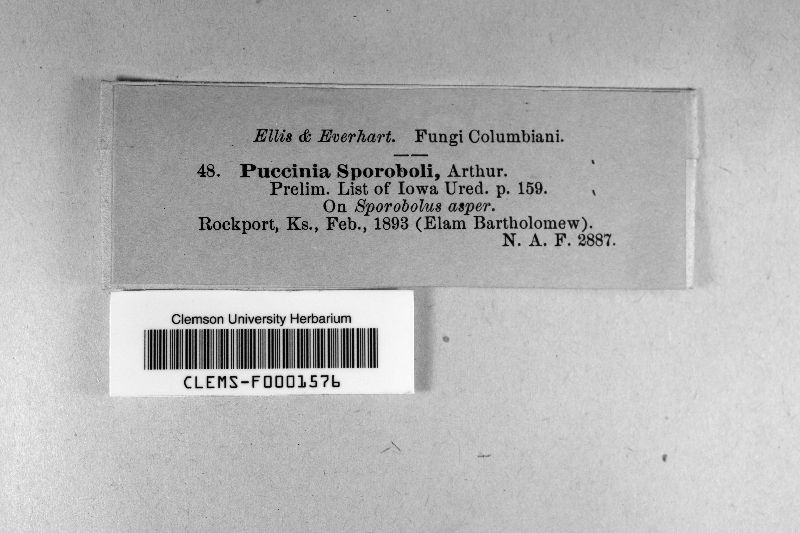 Ellis & Everhart. Fungi Columbiani.
48. Puccinia Sporoboli, Arthur.
Prelim. List of Iowa Ured. p. 159.
On Sporobolus asper.
Rockport, Ks., Feb., 1893 (Elam Bartholomew).
N. A. F. 2887.
Clemson University Herbarium
CLEMS-F0001576